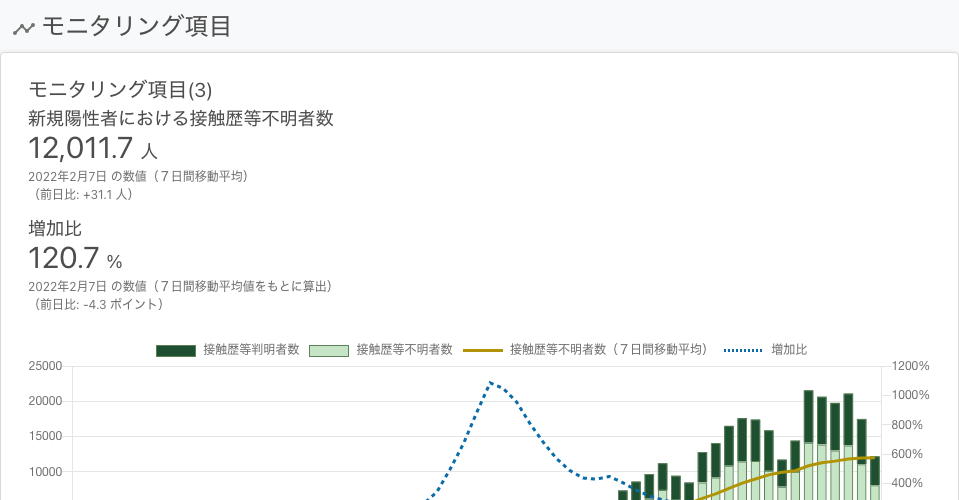 モニタリング項目
モニタリング項目(3)
新規陽性者における接触歴等不明者数
12,011.7 人
2022年2月7日 の数値（７日間移動平均）
（前日比: +31.1 人）
増加比
120.7 %
2022年2月7日 の数値（７日間移動平均値をもとに算出）
（前日比: -4.3 ポイント）
接触歴等判明者数 接触歴等不明者数 接触歴等不明者数（７日間移動平均） 増加比
25000 1200%
20000 1000%
15000 800%
10000 600%
400%